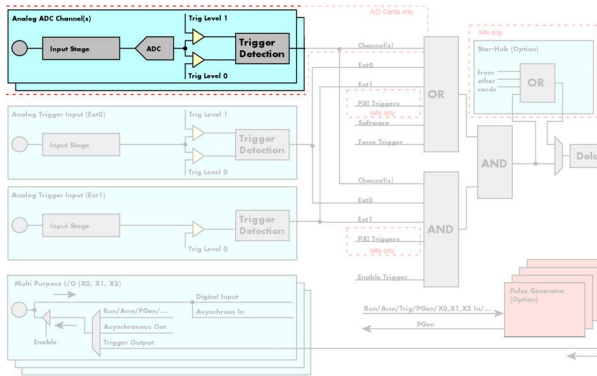 A/D Cards only
Analog ADC Channel(s)
Trig Level 1
Input Stage
ADC
Trigger
Detection
Trig Level 0
Channel(s)
Ext0
Ext1
PXI Triggers
M4x only
Software
Force Trigger
OR
M4i only
Star-Hub (Option)
from
other
cards
OR
Analog Trigger Input (Ext0)
Trig Level 1
Input Stage
Trigger
Detection
Trig Level 0
AND
Analog Trigger Input (Ext1)
Input Stage
Trigger
Detection
Trig Level 0
Channel(s)
Ext0
Ext1
PXI Triggers
M4x only
Enable Trigger
AND
Multi Purpose I/O (X0, X1, X2)
Digital Input
Run/Arm/PGen/...
Asynchronous In
Asynchronous Out
Enable
Trigger Output
Pulse Generator
(Option)
Run/Arm/Trig/PGen/X0,X1,X2 In/...
PGen